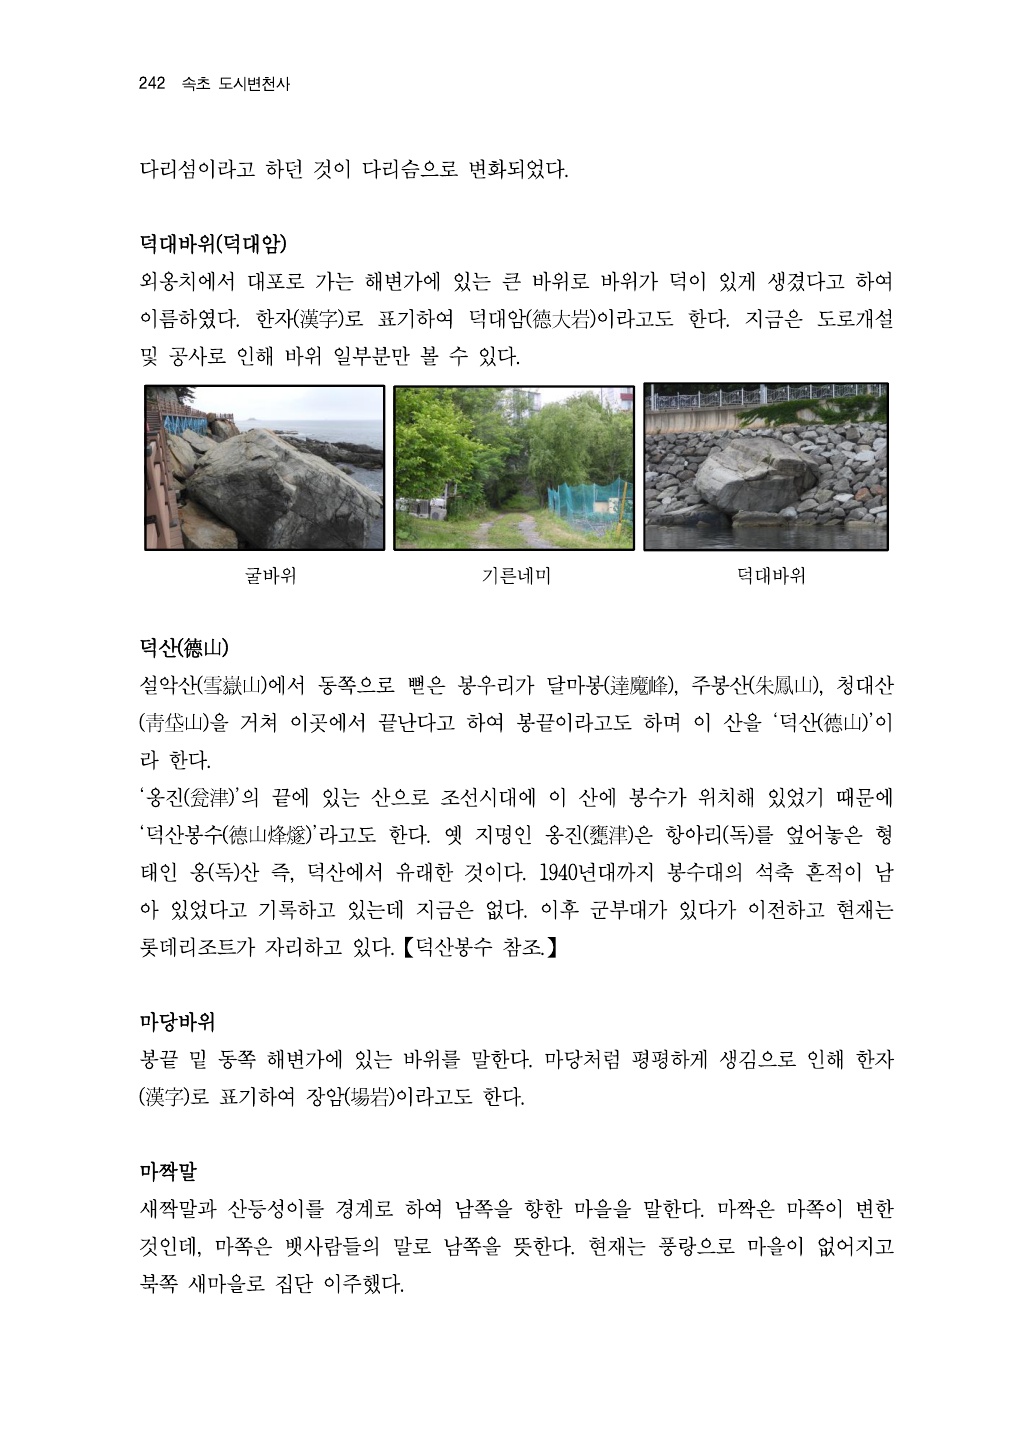 242 속초 도시변천사
다리섬이라고 하던 것이 다리슴으로 변화되었다.
덕대바위(덕대암)
외옹치에서 대포로 가는 해변가에 있는 큰 바위로 바위가 덕이 있게 생겼다고 하여
이름하였다. 한자(漢字)로 표기하여 덕대암(德大岩)이라고도 한다. 지금은 도로개설
및 공사로 인해 바위 일부분만 볼 수 있다.
굴바위 기른네미 덕대바위
덕산(德山)
설악산(雪嶽山)에서 동쪽으로 뻗은 봉우리가 달마봉(達魔峰), 주봉산(朱鳳山), 청대산
(靑垈山)을 거쳐 이곳에서 끝난다고 하여 봉끝이라고도 하며 이 산을 ‘덕산(德山)’이
라 한다.
‘옹진(瓮津)’의 끝에 있는 산으로 조선시대에 이 산에 봉수가 위치해 있었기 때문에
‘덕산봉수(德山烽燧)’라고도 한다. 옛 지명인 옹진(甕津)은 항아리(독)를 엎어놓은 형
태인 옹(독)산 즉, 덕산에서 유래한 것이다. 1940년대까지 봉수대의 석축 흔적이 남
아 있었다고 기록하고 있는데 지금은 없다. 이후 군부대가 있다가 이전하고 현재는
롯데리조트가 자리하고 있다.【덕산봉수 참조.】
마당바위
봉끝 밑 동쪽 해변가에 있는 바위를 말한다. 마당처럼 평평하게 생김으로 인해 한자
(漢字)로 표기하여 장암(場岩)이라고도 한다.
마짝말
새짝말과 산등성이를 경계로 하여 남쪽을 향한 마을을 말한다. 마짝은 마쪽이 변한
것인데, 마쪽은 뱃사람들의 말로 남쪽을 뜻한다. 현재는 풍랑으로 마을이 없어지고
북쪽 새마을로 집단 이주했다.